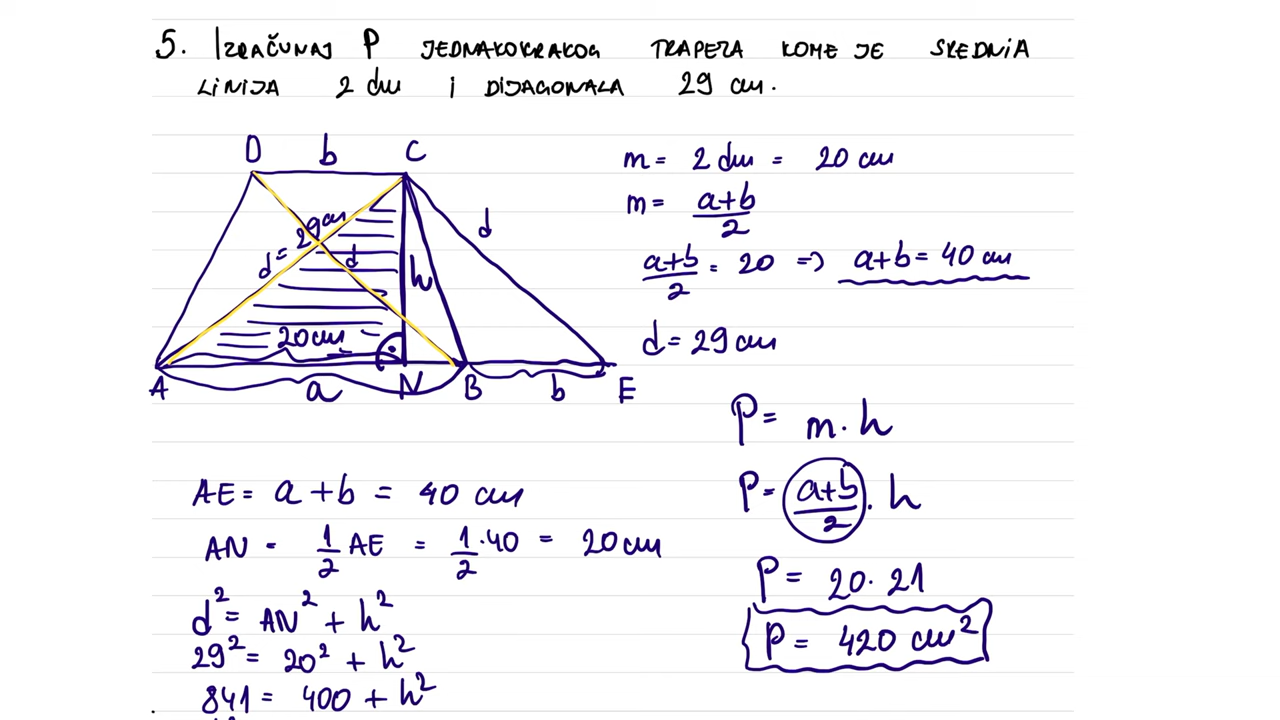 5. IZRAČUNAJ P JEDNAKOKRAKOG TRAPEZA KOME JE SREDNJA
LINIJA 2 dm I DIJAGONALA 29 cm.
D b C
d = 29 cm
d
d
h
20cm
A a N B b E
m = 2 dm = 20 cm
m = a+b/2
a+b/2 = 20 => a+b = 40 cm
d = 29 cm
P = m · h
P = a+b/2 · h
P = 20 · 21
P = 420 cm²
AE = a + b = 40 cm
AN = 1/2 AE = 1/2 · 40 = 20 cm
d² = AN² + h²
29² = 20² + h²
841 = 400 + h²